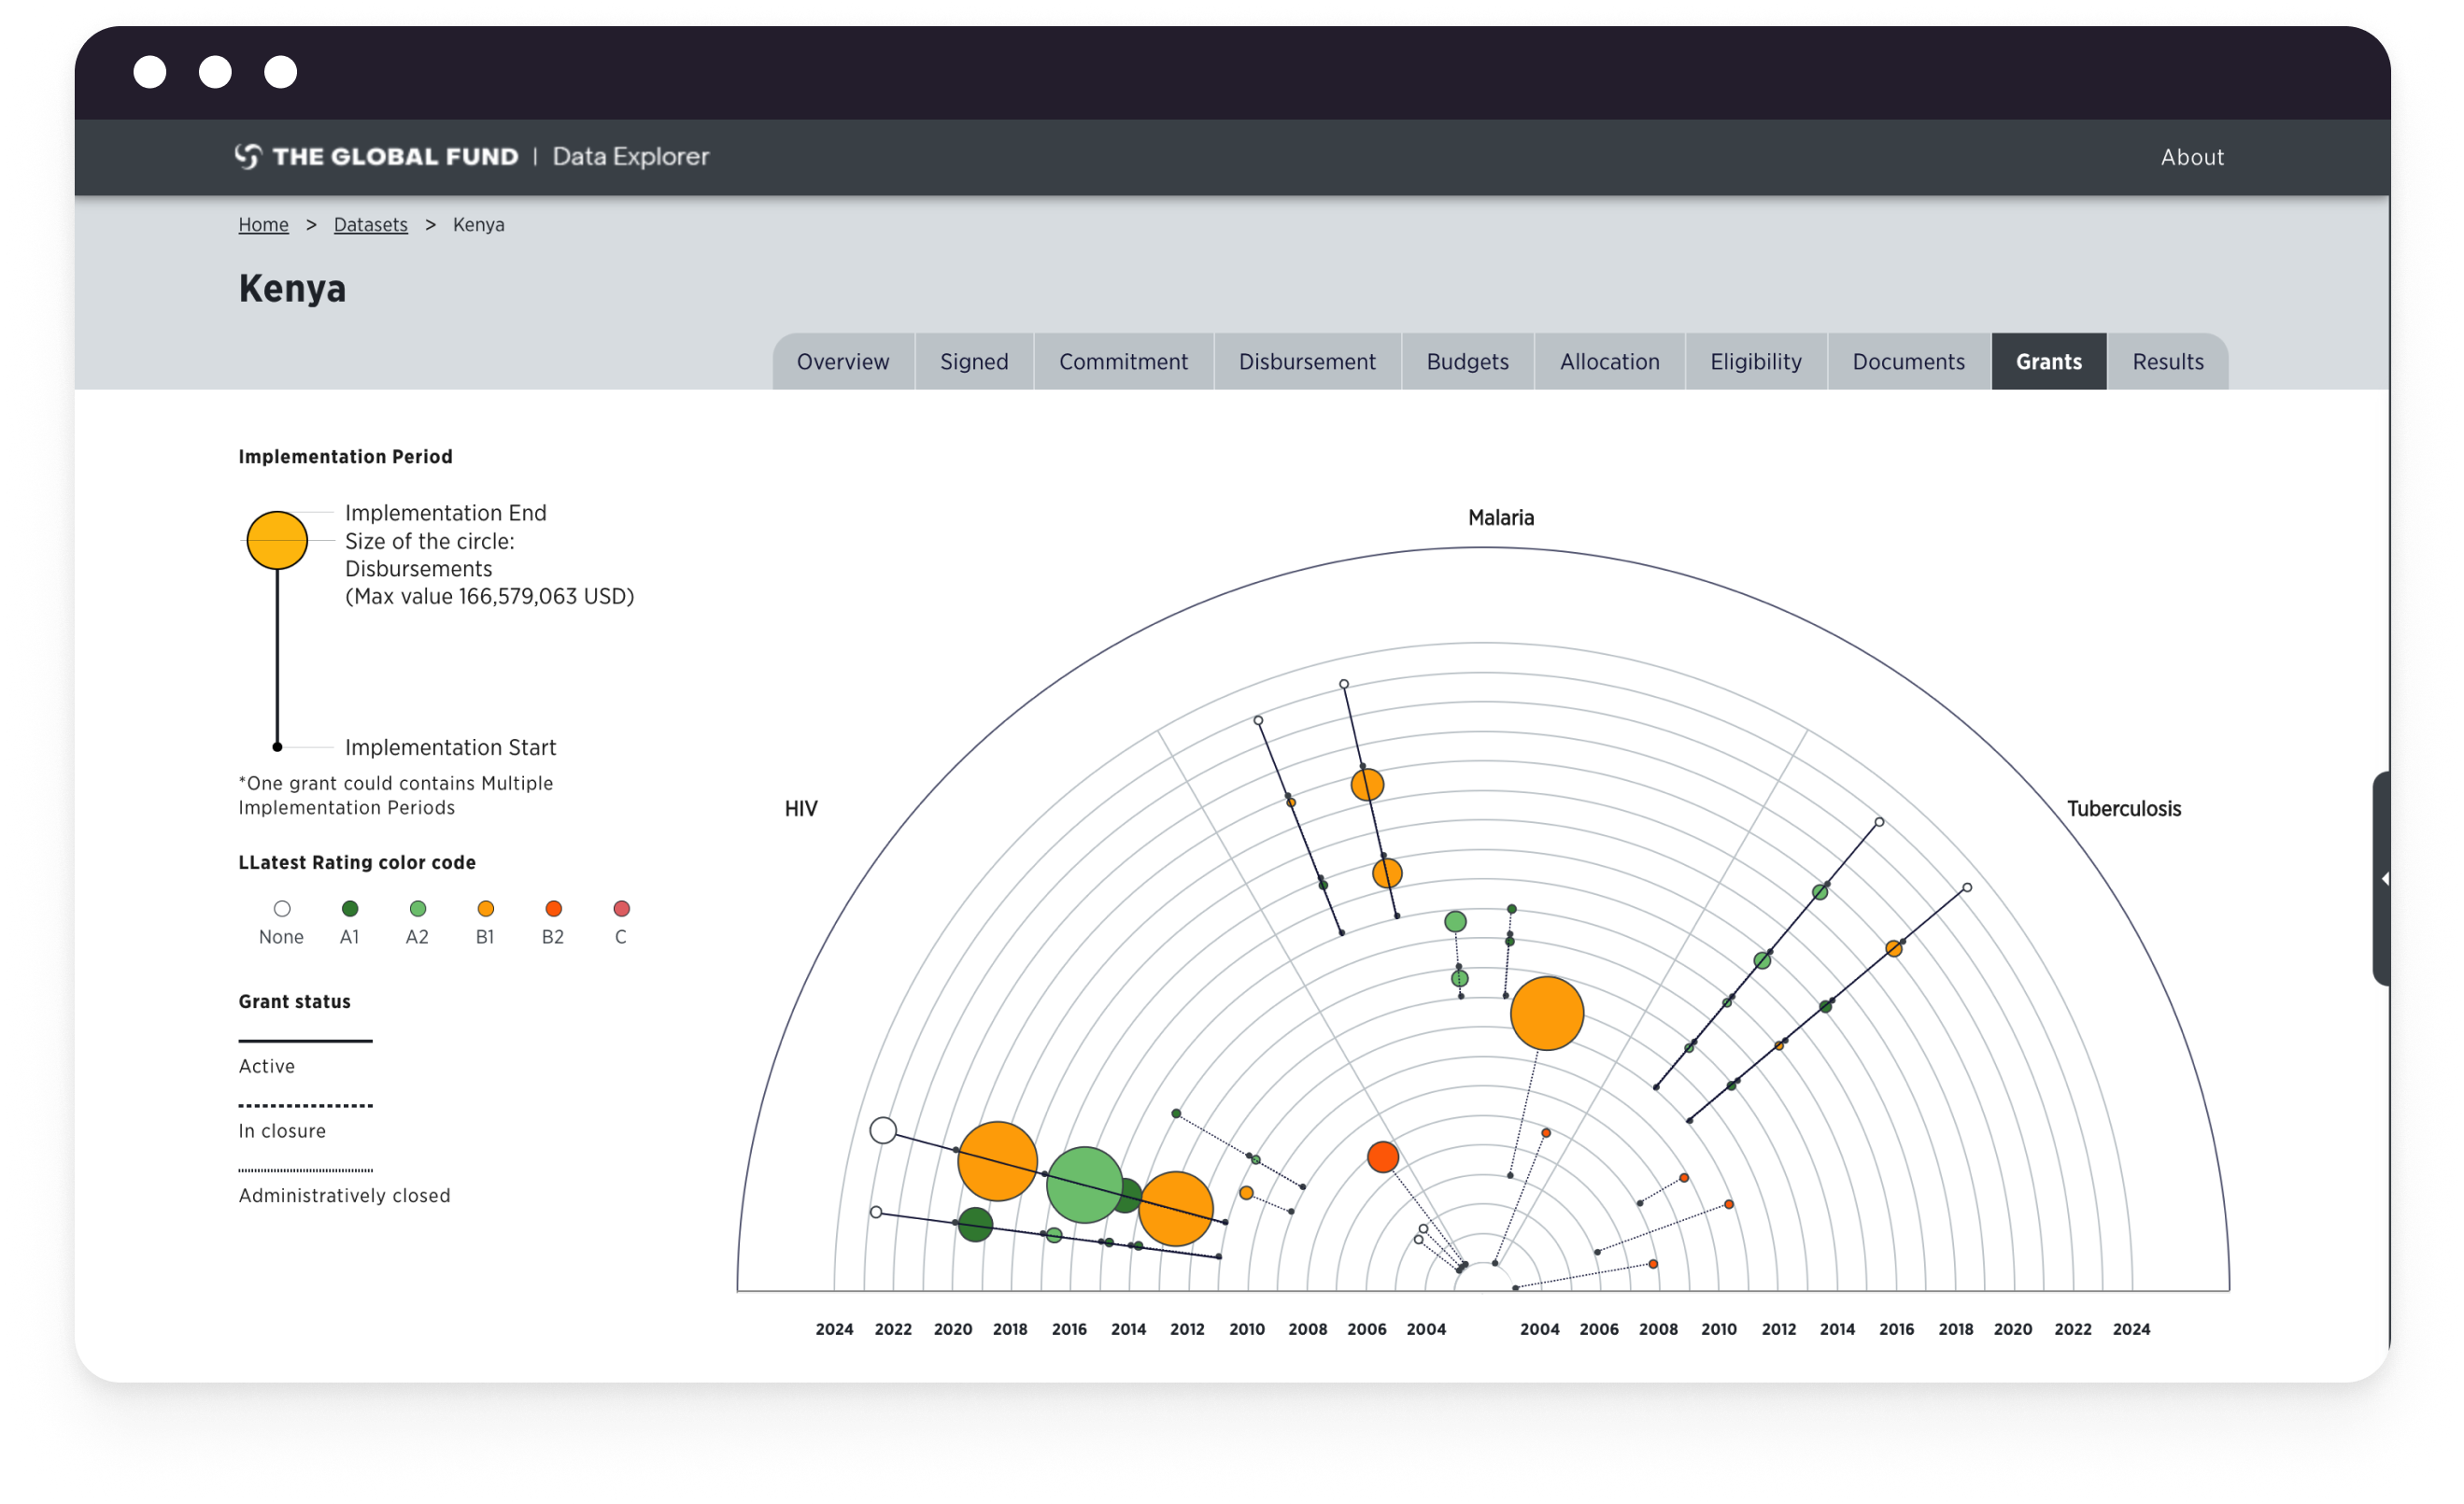 THE GLOBAL FUND | Data Explorer
About
Home > Datasets > Kenya
Kenya
Overview Signed Commitment Disbursement Budgets Allocation Eligibility Documents Grants Results
Implementation Period
Implementation End
Size of the circle:
Disbursements
(Max value 166,579,063 USD)
Implementation Start
*One grant could contains Multiple
Implementation Periods
LLatest Rating color code
None A1 A2 B1 B2 C
Grant status
Active
In closure
Administratively closed
Malaria
HIV
Tuberculosis
2024 2022 2020 2018 2016 2014 2012 2010 2008 2006 2004 2004 2006 2008 2010 2012 2014 2016 2018 2020 2022 2024